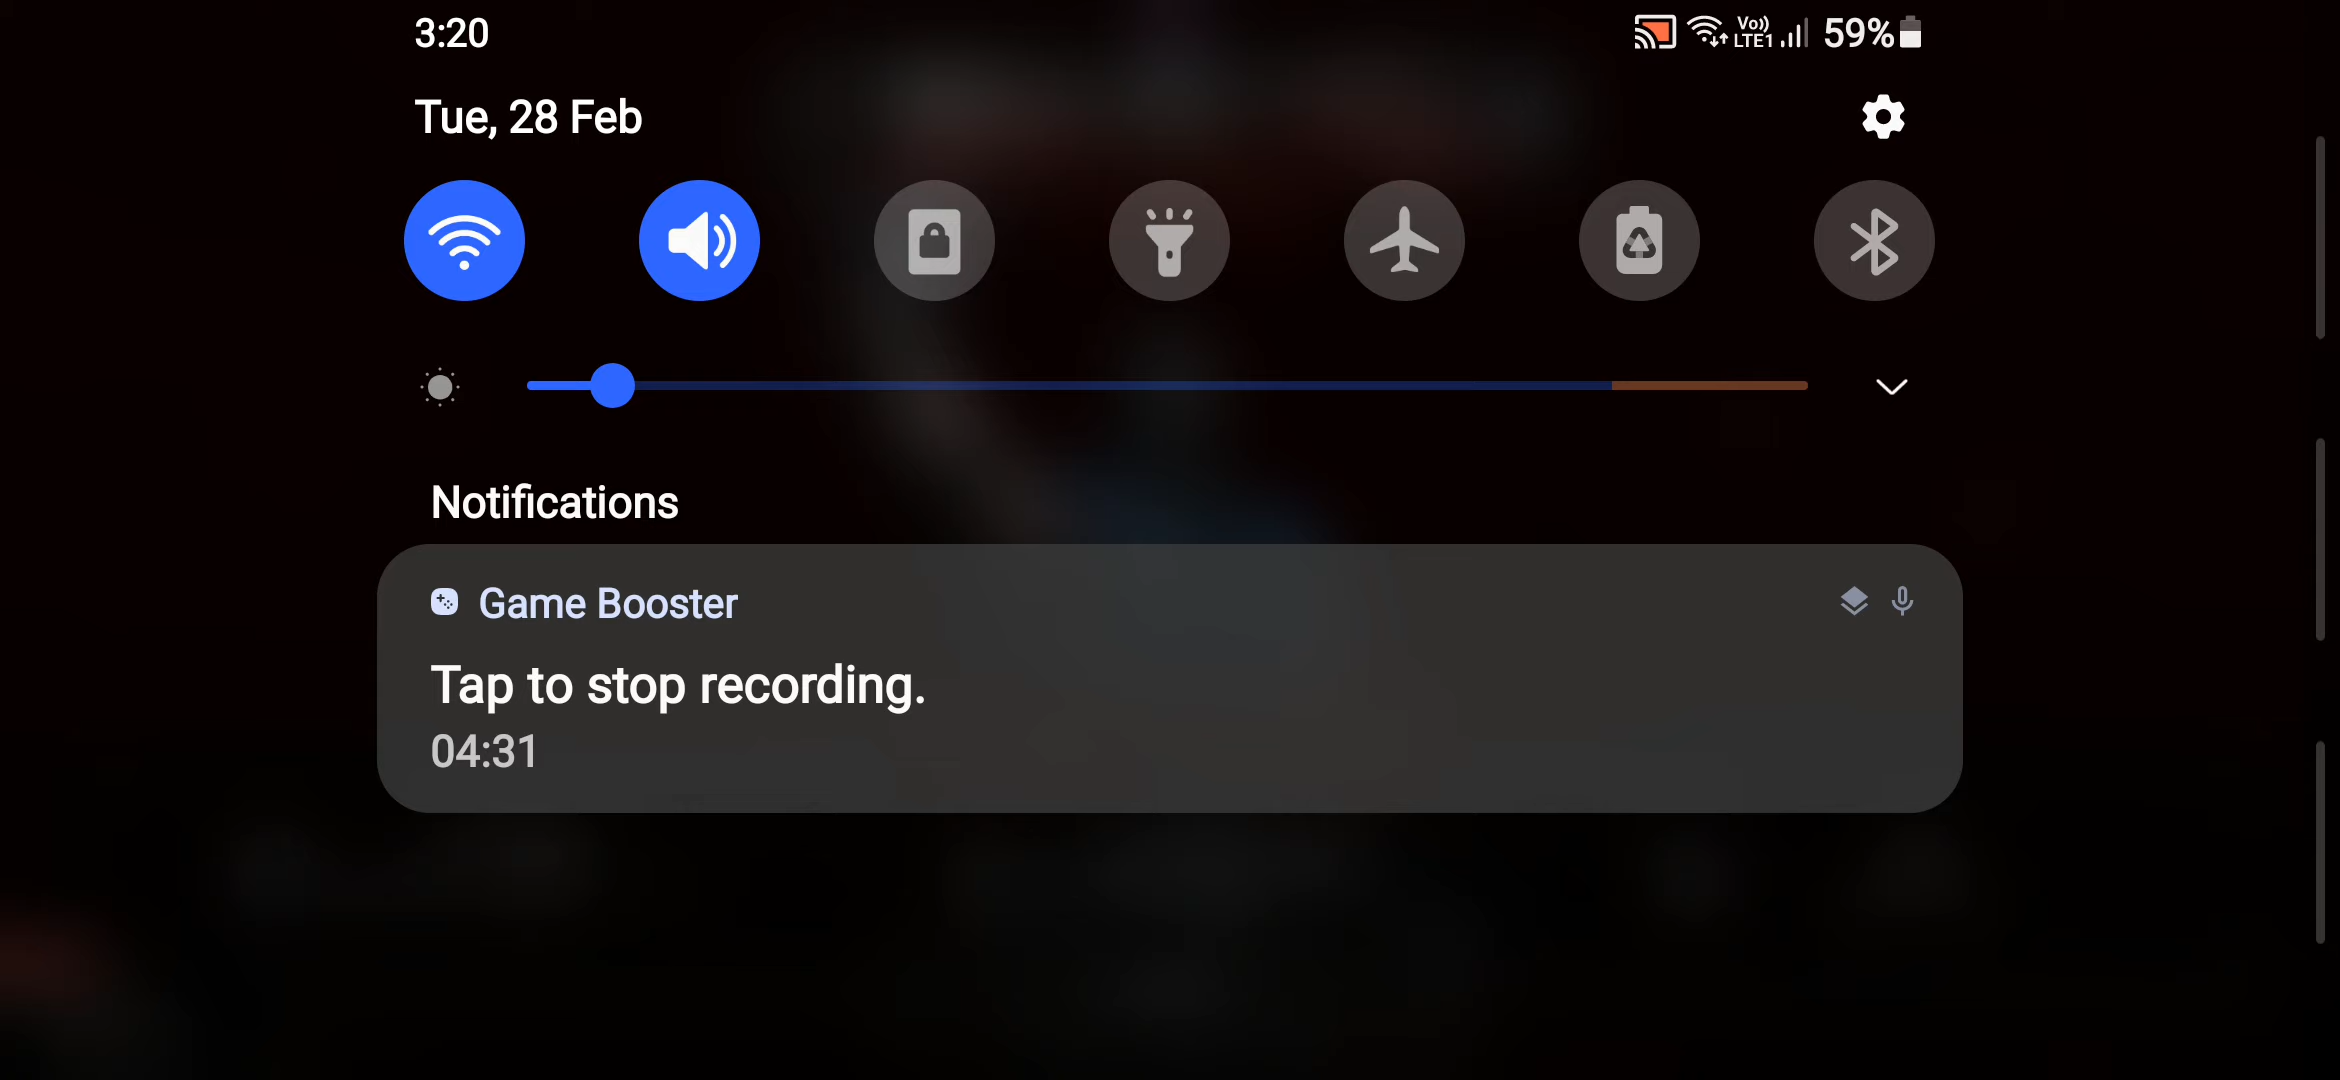 3:20
Vo))
LTE1
59%
Tue, 28 Feb
Notifications
Game Booster
Tap to stop recording.
04:31